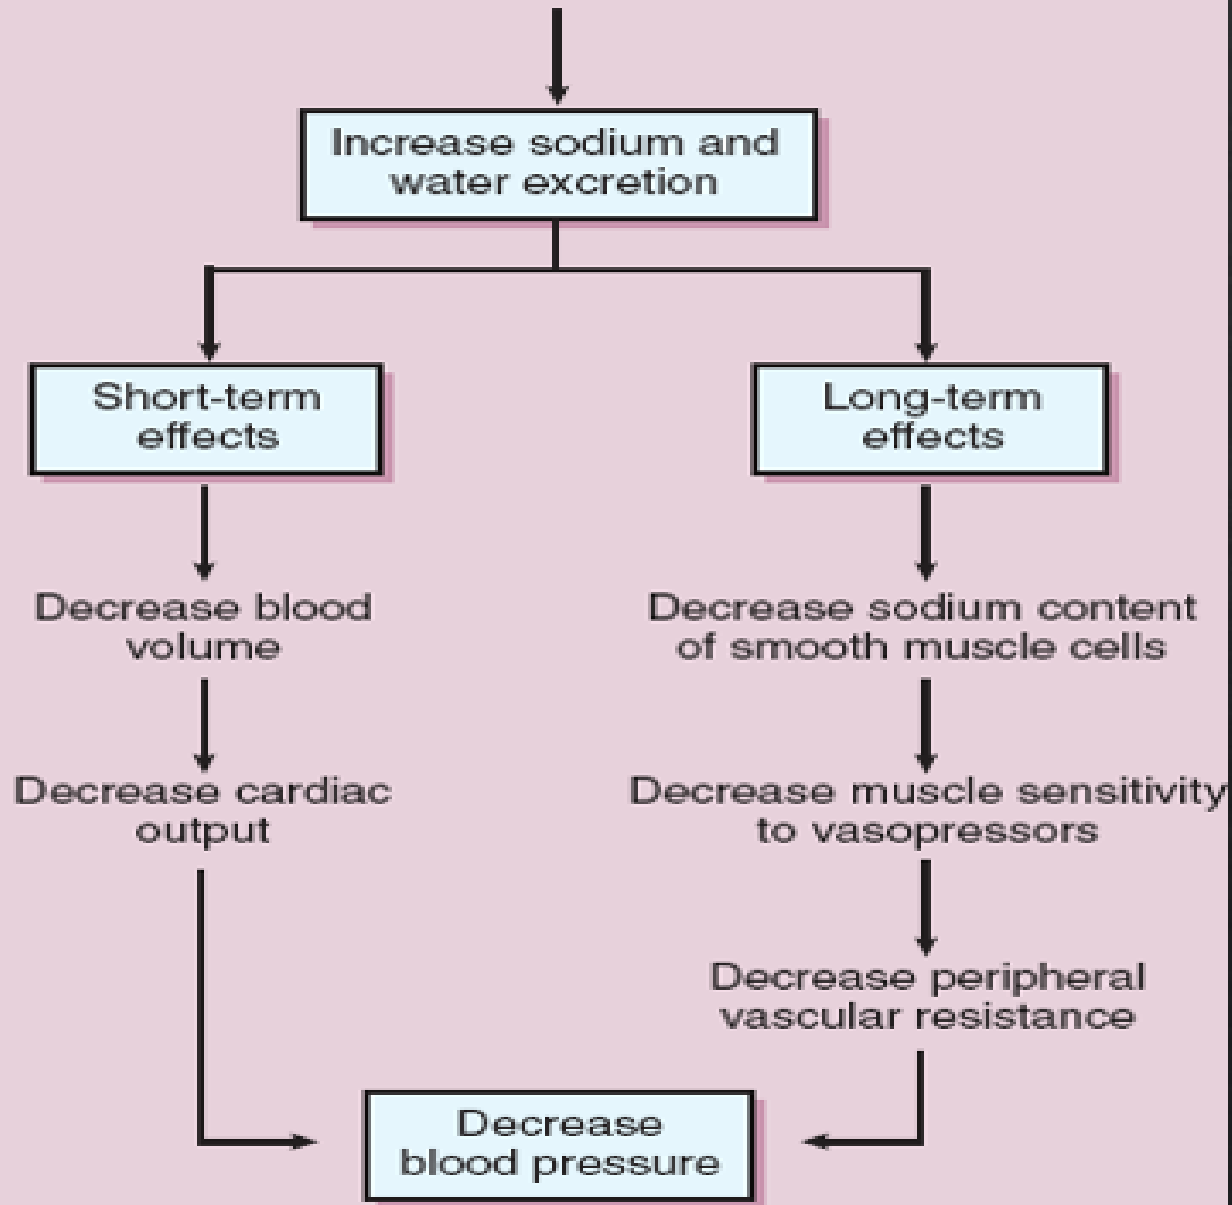 Increase sodium and
water excretion
Short-term
effects
Long-term
effects
Decrease blood
volume
Decrease sodium content
of smooth muscle cells
Decrease cardiac
output
Decrease muscle sensitivity
to vasopressors
Decrease peripheral
vascular resistance
Decrease
blood pressure